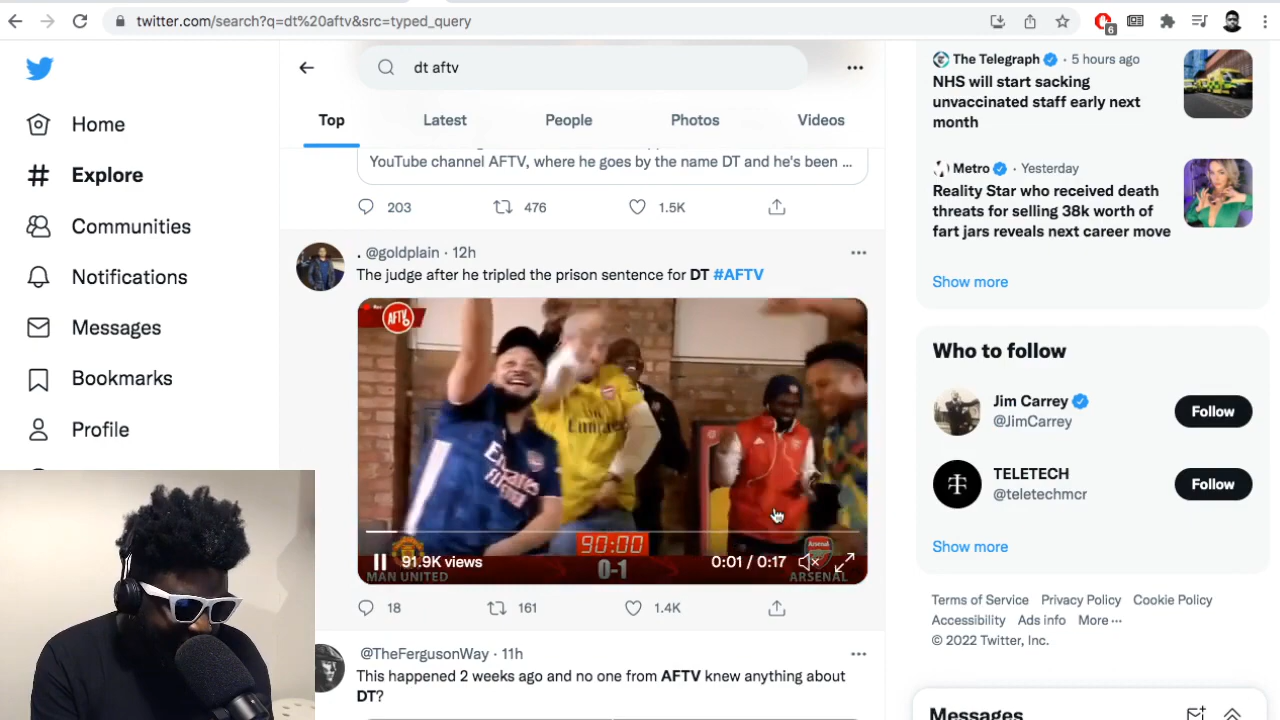 twitter.com/search?q=dt%20aftv&src=typed_query
6
dt aftv
Top
Latest
People
Photos
Videos
Home
Explore
Communities
Notifications
Messages
Bookmarks
Profile
YouTube channel AFTV, where he goes by the name DT and he's been ...
203
476
1.5K
. @goldplain · 12h
The judge after he tripled the prison sentence for DT #AFTV
AFTV
Emirates
Emirates
90:00
0-1
MAN UNITED
ARSENAL
Arsenal
91.9K views
0:01 / 0:17
18
161
1.4K
@TheFergusonWay · 11h
This happened 2 weeks ago and no one from AFTV knew anything about
DT?
The Telegraph · 5 hours ago
NHS will start sacking
unvaccinated staff early next
month
Metro · Yesterday
Reality Star who received death
threats for selling 38k worth of
fart jars reveals next career move
Show more
Who to follow
Jim Carrey
@JimCarrey
Follow
TELETECH
@teletechmcr
Follow
Show more
Terms of Service Privacy Policy Cookie Policy
Accessibility Ads info More ...
© 2022 Twitter, Inc.
Messages